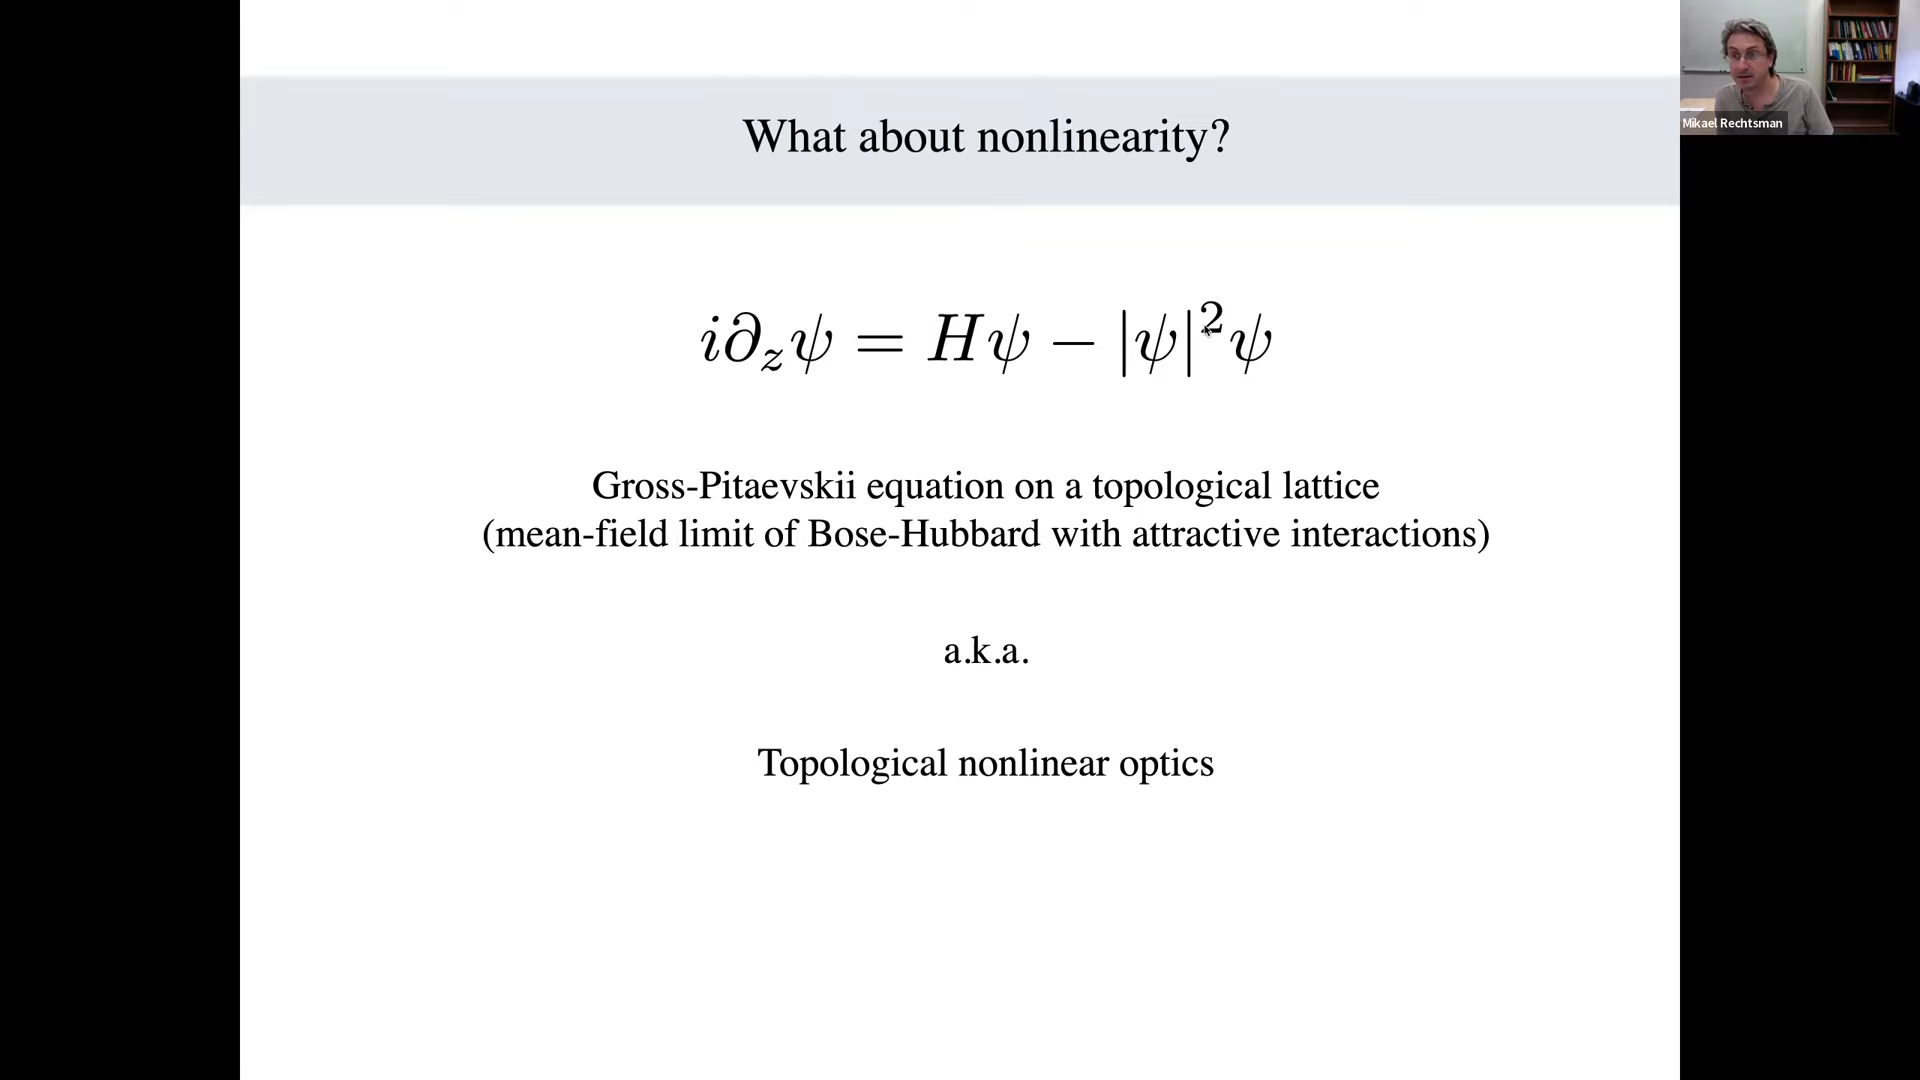 What about nonlinearity?
Mikael Rechtsman
i∂_zψ = Hψ − |ψ|²ψ
Gross-Pitaevskii equation on a topological lattice
(mean-field limit of Bose-Hubbard with attractive interactions)
a.k.a.
Topological nonlinear optics